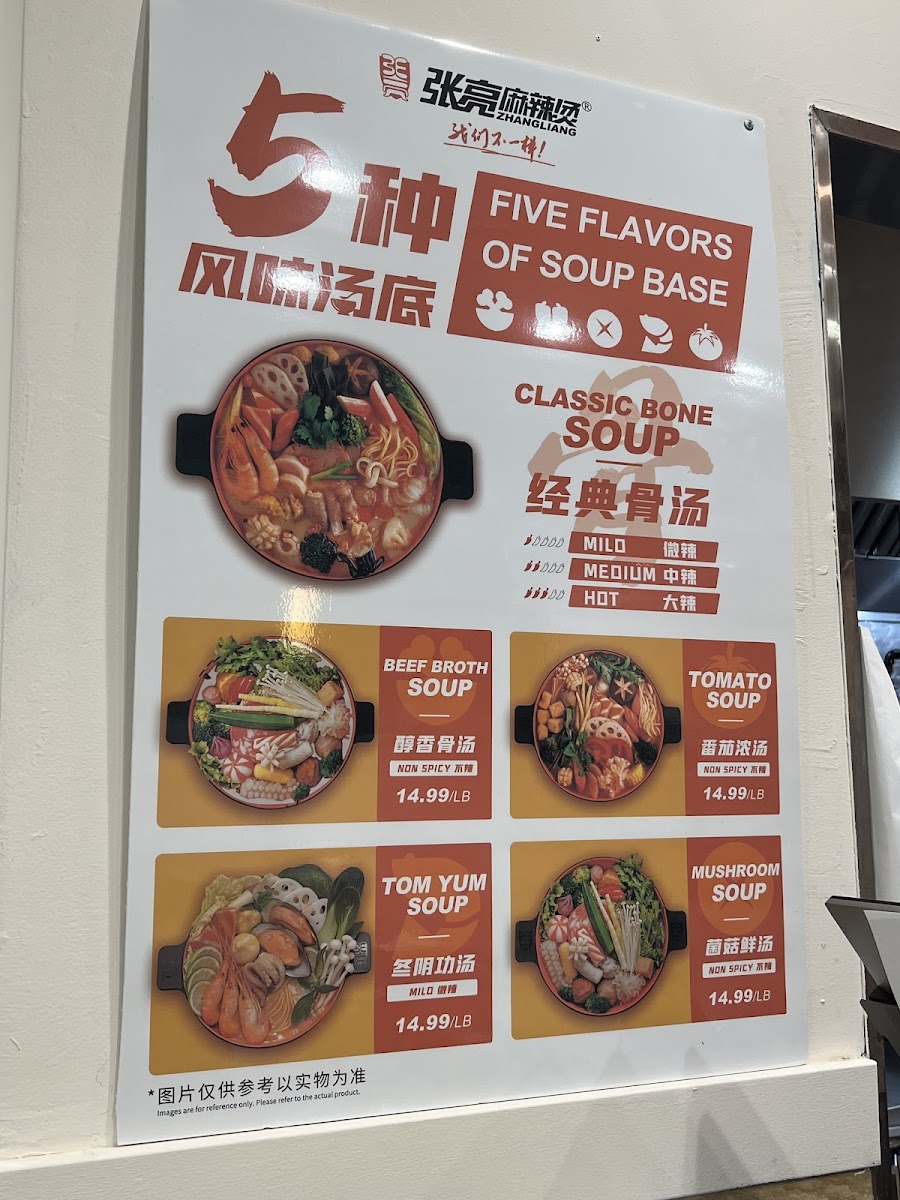 张亮
张亮麻辣烫®
ZHANGLIANG
我们不一样!
5种
风味汤底
FIVE FLAVORS
OF SOUP BASE
CLASSIC BONE
SOUP
经典骨汤
MILD 微辣
MEDIUM 中辣
HOT 大辣
BEEF BROTH
SOUP
醇香骨汤
NON SPICY 不辣
14.99/LB
TOMATO
SOUP
番茄浓汤
NON SPICY 不辣
14.99/LB
TOM YUM
SOUP
冬阴功汤
MILD 微辣
14.99/LB
MUSHROOM
SOUP
菌菇鲜汤
NON SPICY 不辣
14.99/LB
*图片仅供参考以实物为准
Images are for reference only. Please refer to the actual product.